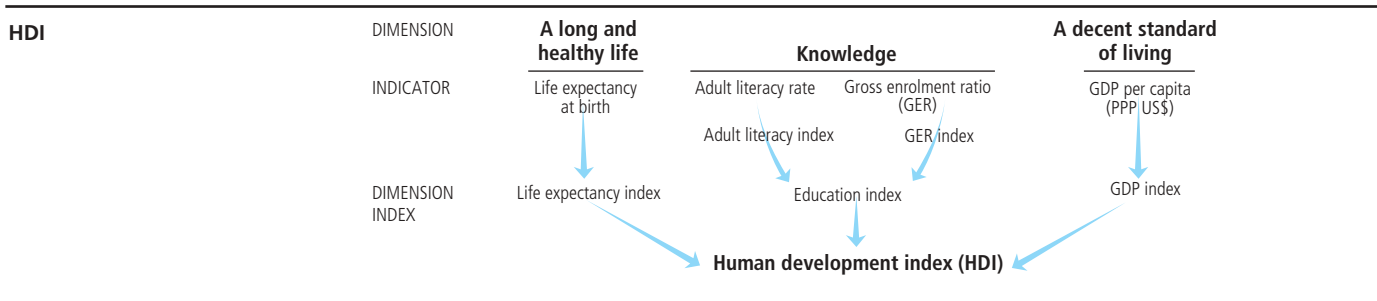 HDI
DIMENSION
A long and
healthy life
Knowledge
A decent standard
of living
INDICATOR
Life expectancy
at birth
Adult literacy rate
Gross enrolment ratio
(GER)
GDP per capita
(PPP US$)
Adult literacy index
GER index
DIMENSION
INDEX
Life expectancy index
Education index
GDP index
Human development index (HDI)